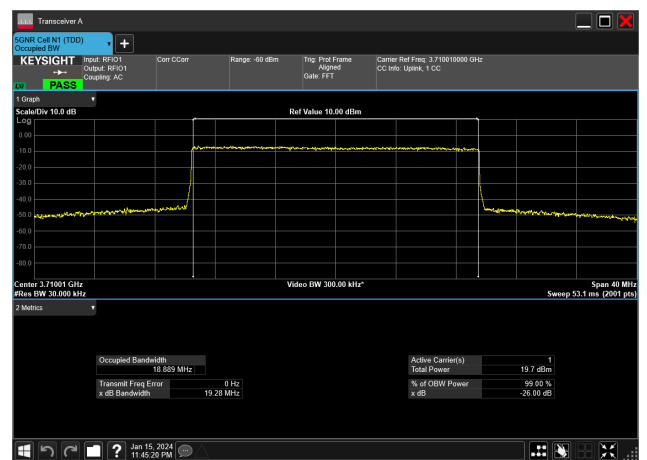 Transceiver A
5GNR Cell N1 (TDD)
Occupied BW
+
KEYSIGHT
Input: RFIO1
Output: RFIO1
Coupling: AC
Corr CCorr
Range: -60 dBm
Trig: Prot Frame
Aligned
Gate: FFT
Carrier Ref Freq: 3.710010000 GHz
CC Info: Uplink, 1 CC
PASS
1 Graph
Scale/Div 10.0 dB
Ref Value 10.00 dBm
Log
0.00
-10.0
-20.0
-30.0
-40.0
-50.0
-60.0
-70.0
-80.0
Center 3.71001 GHz
Video BW 300.00 kHz*
Span 40 MHz
#Res BW 30.000 kHz
Sweep 53.1 ms (2001 pts)
2 Metrics
Occupied Bandwidth
18.889 MHz
Active Carrier(s) 1
Total Power 19.7 dBm
Transmit Freq Error 0 Hz
x dB Bandwidth 19.28 MHz
% of OBW Power 99.00 %
x dB -26.00 dB
?
Jan 15, 2024
11:45:20 PM